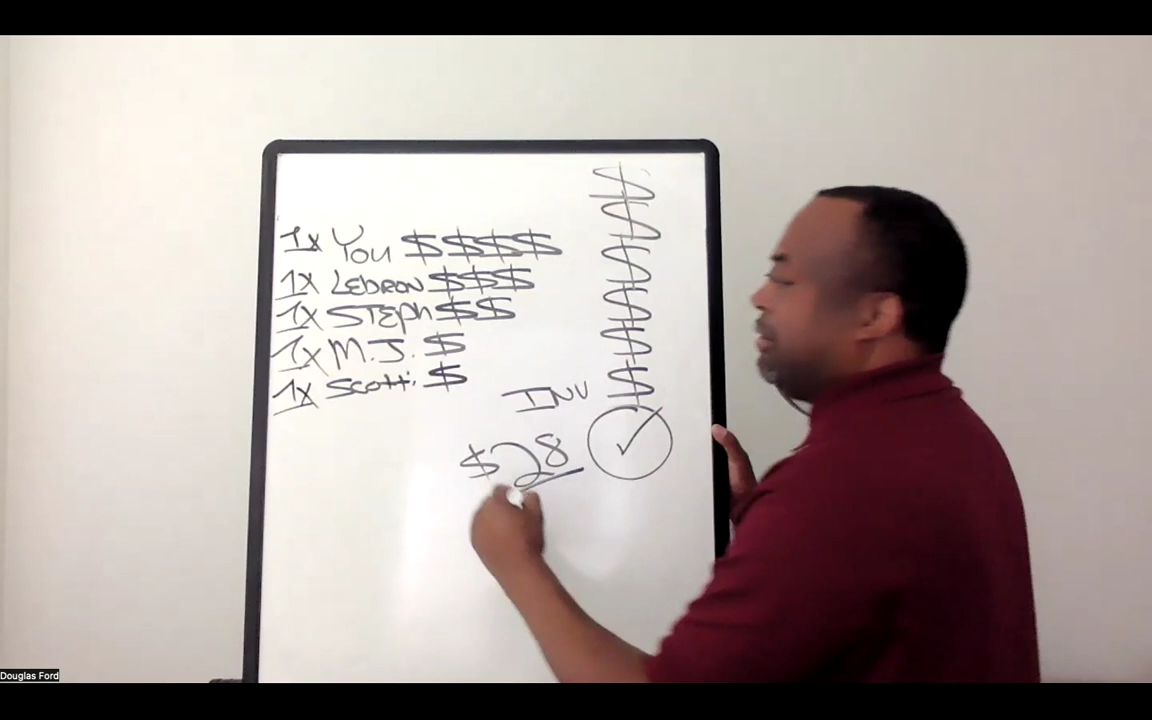 $
$
1x You $$$$
$
1x LEBRON $$$
$
1x STEPh $$
$
1x M.J. $
$
1x Scotti $
INV
$28
Douglas Ford